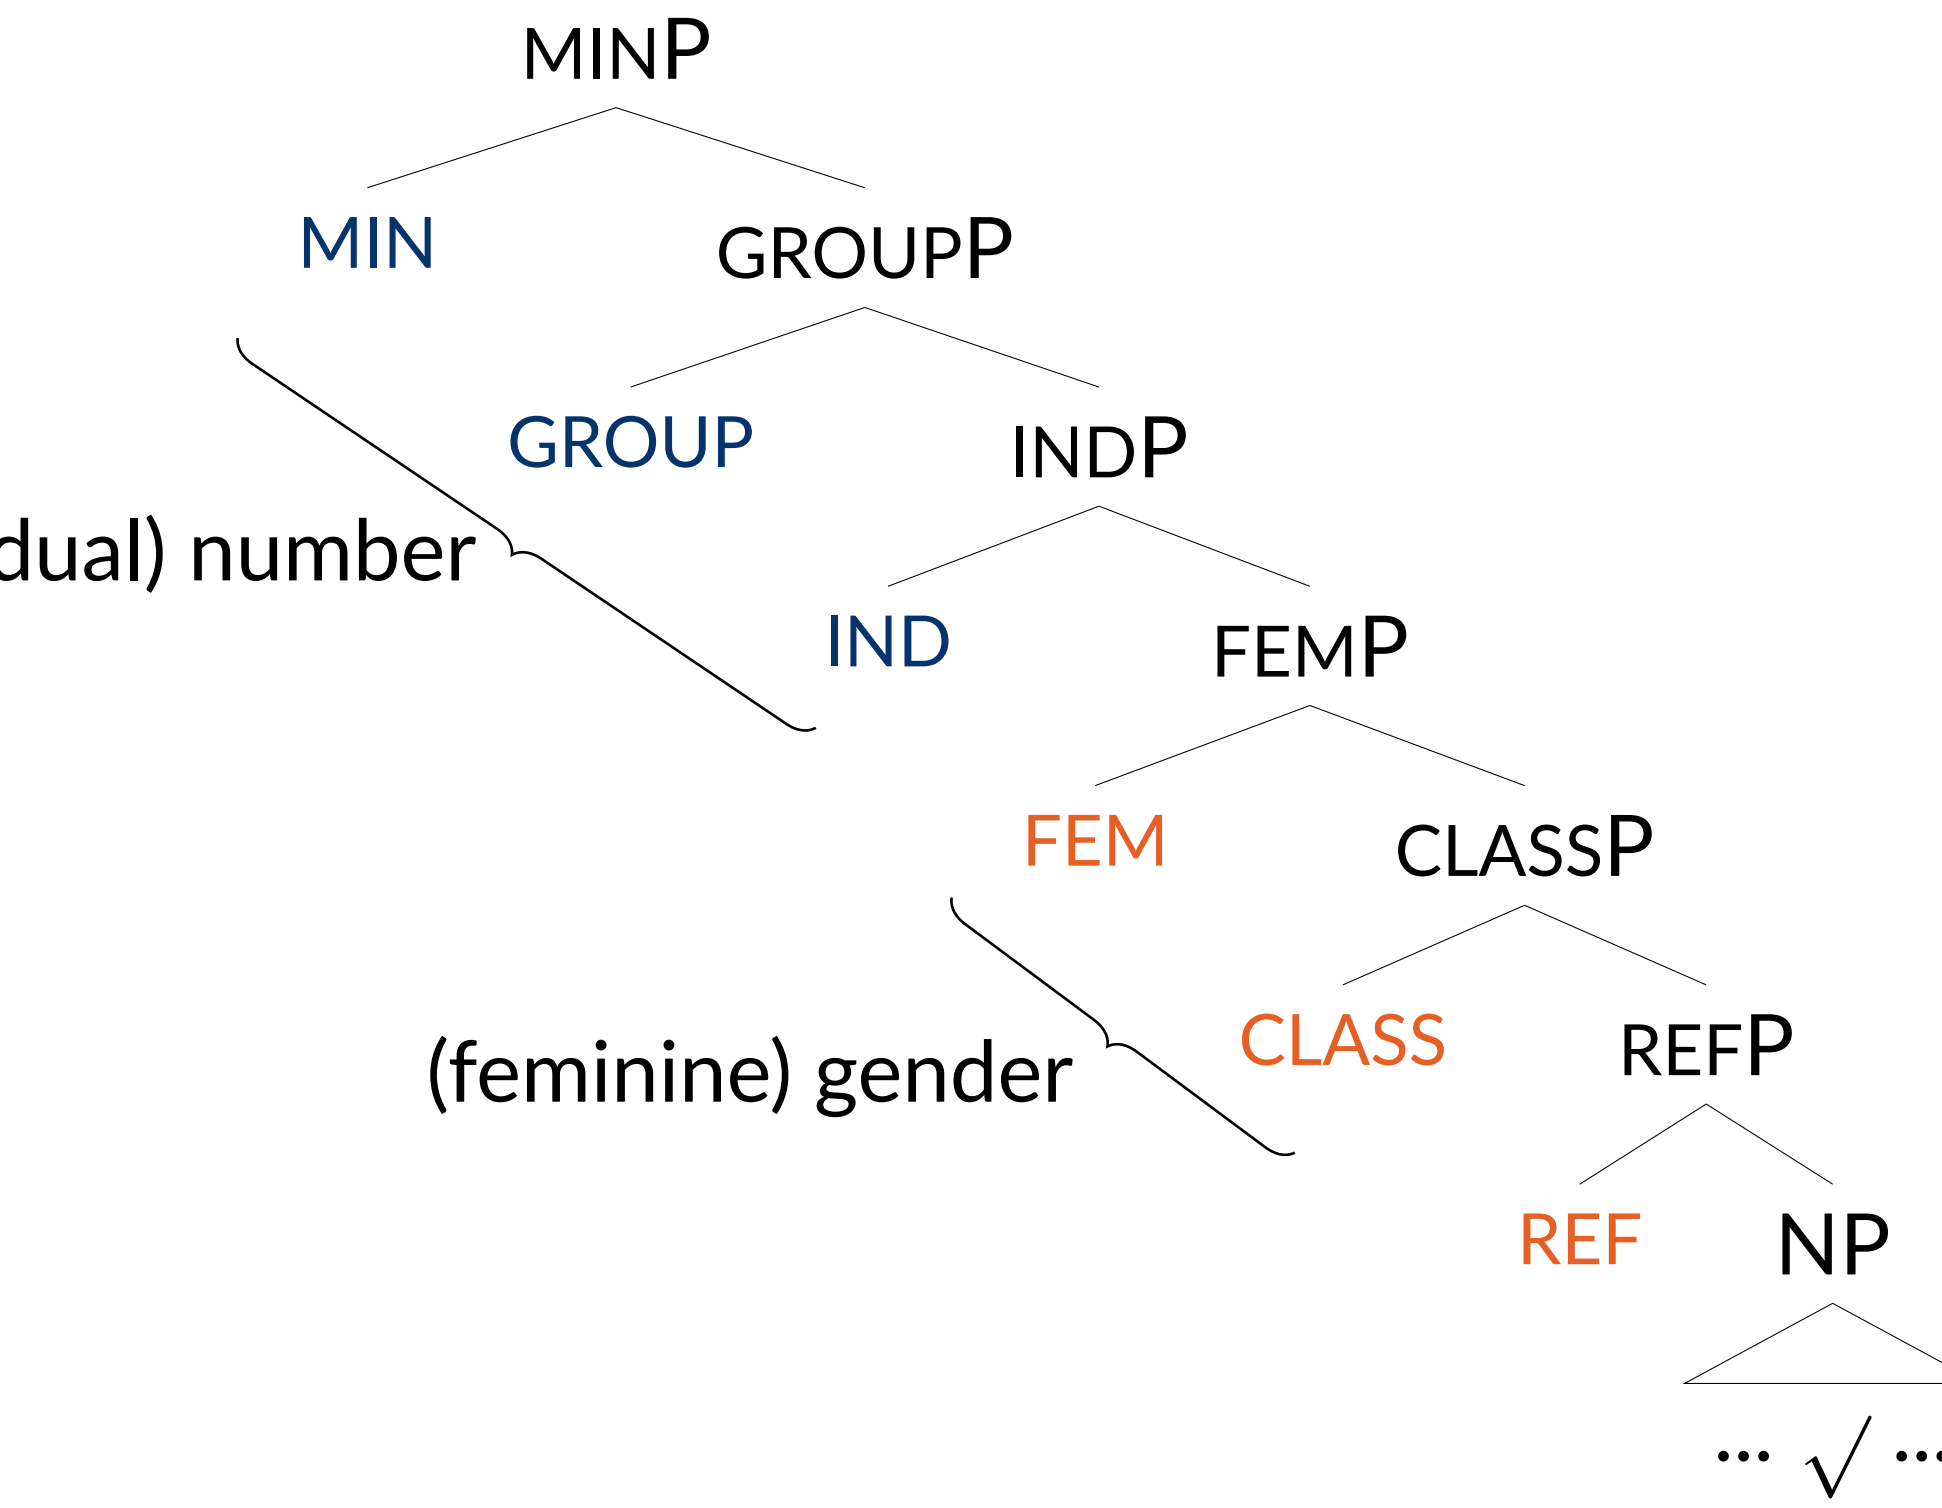 MINP
MIN GROUPP
GROUP INDP
dual) number
IND FEMP
FEM CLASSP
CLASS REFP
(feminine) gender
REF NP
... √ ...